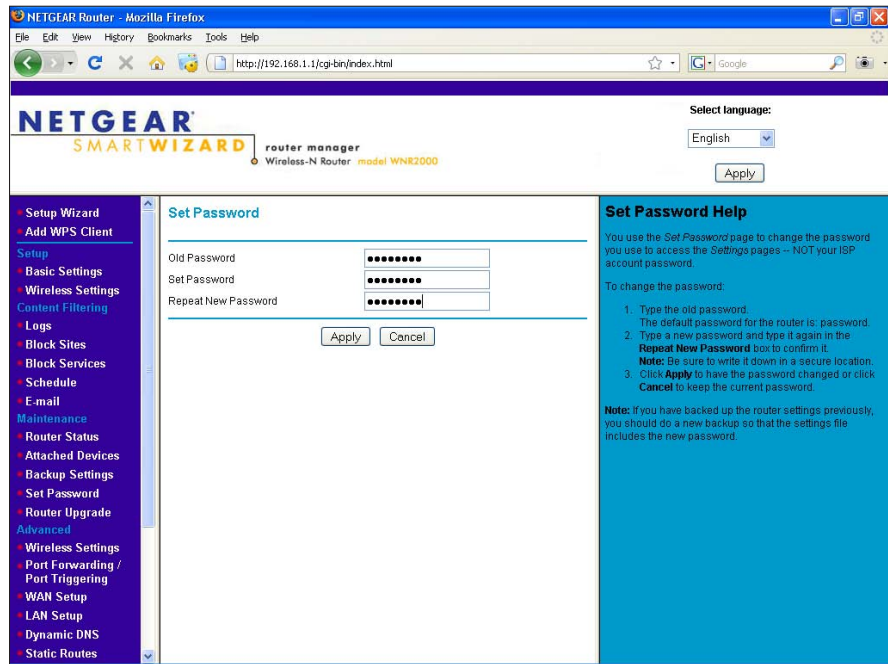 NETGEAR Router - Mozilla Firefox
File Edit View History Bookmarks Tools Help
http://192.168.1.1/cgi-bin/index.html
G Google
NETGEAR®
SMARTWIZARD
router manager
Wireless-N Router model WNR2000
Select language:
English
Apply
Setup Wizard
Add WPS Client
Setup
Basic Settings
Wireless Settings
Content Filtering
Logs
Block Sites
Block Services
Schedule
E-mail
Maintenance
Router Status
Attached Devices
Backup Settings
Set Password
Router Upgrade
Advanced
Wireless Settings
Port Forwarding /
Port Triggering
WAN Setup
LAN Setup
Dynamic DNS
Static Routes
Set Password
Old Password ●●●●●●●●
Set Password ●●●●●●●●
Repeat New Password ●●●●●●●●
Apply Cancel
Set Password Help
You use the Set Password page to change the password
you use to access the Settings pages -- NOT your ISP
account password.
To change the password:
1. Type the old password.
The default password for the router is: password.
2. Type a new password and type it again in the
Repeat New Password box to confirm it.
Note: Be sure to write it down in a secure location.
3. Click Apply to have the password changed or click
Cancel to keep the current password.
Note: If you have backed up the router settings previously,
you should do a new backup so that the settings file
includes the new password.